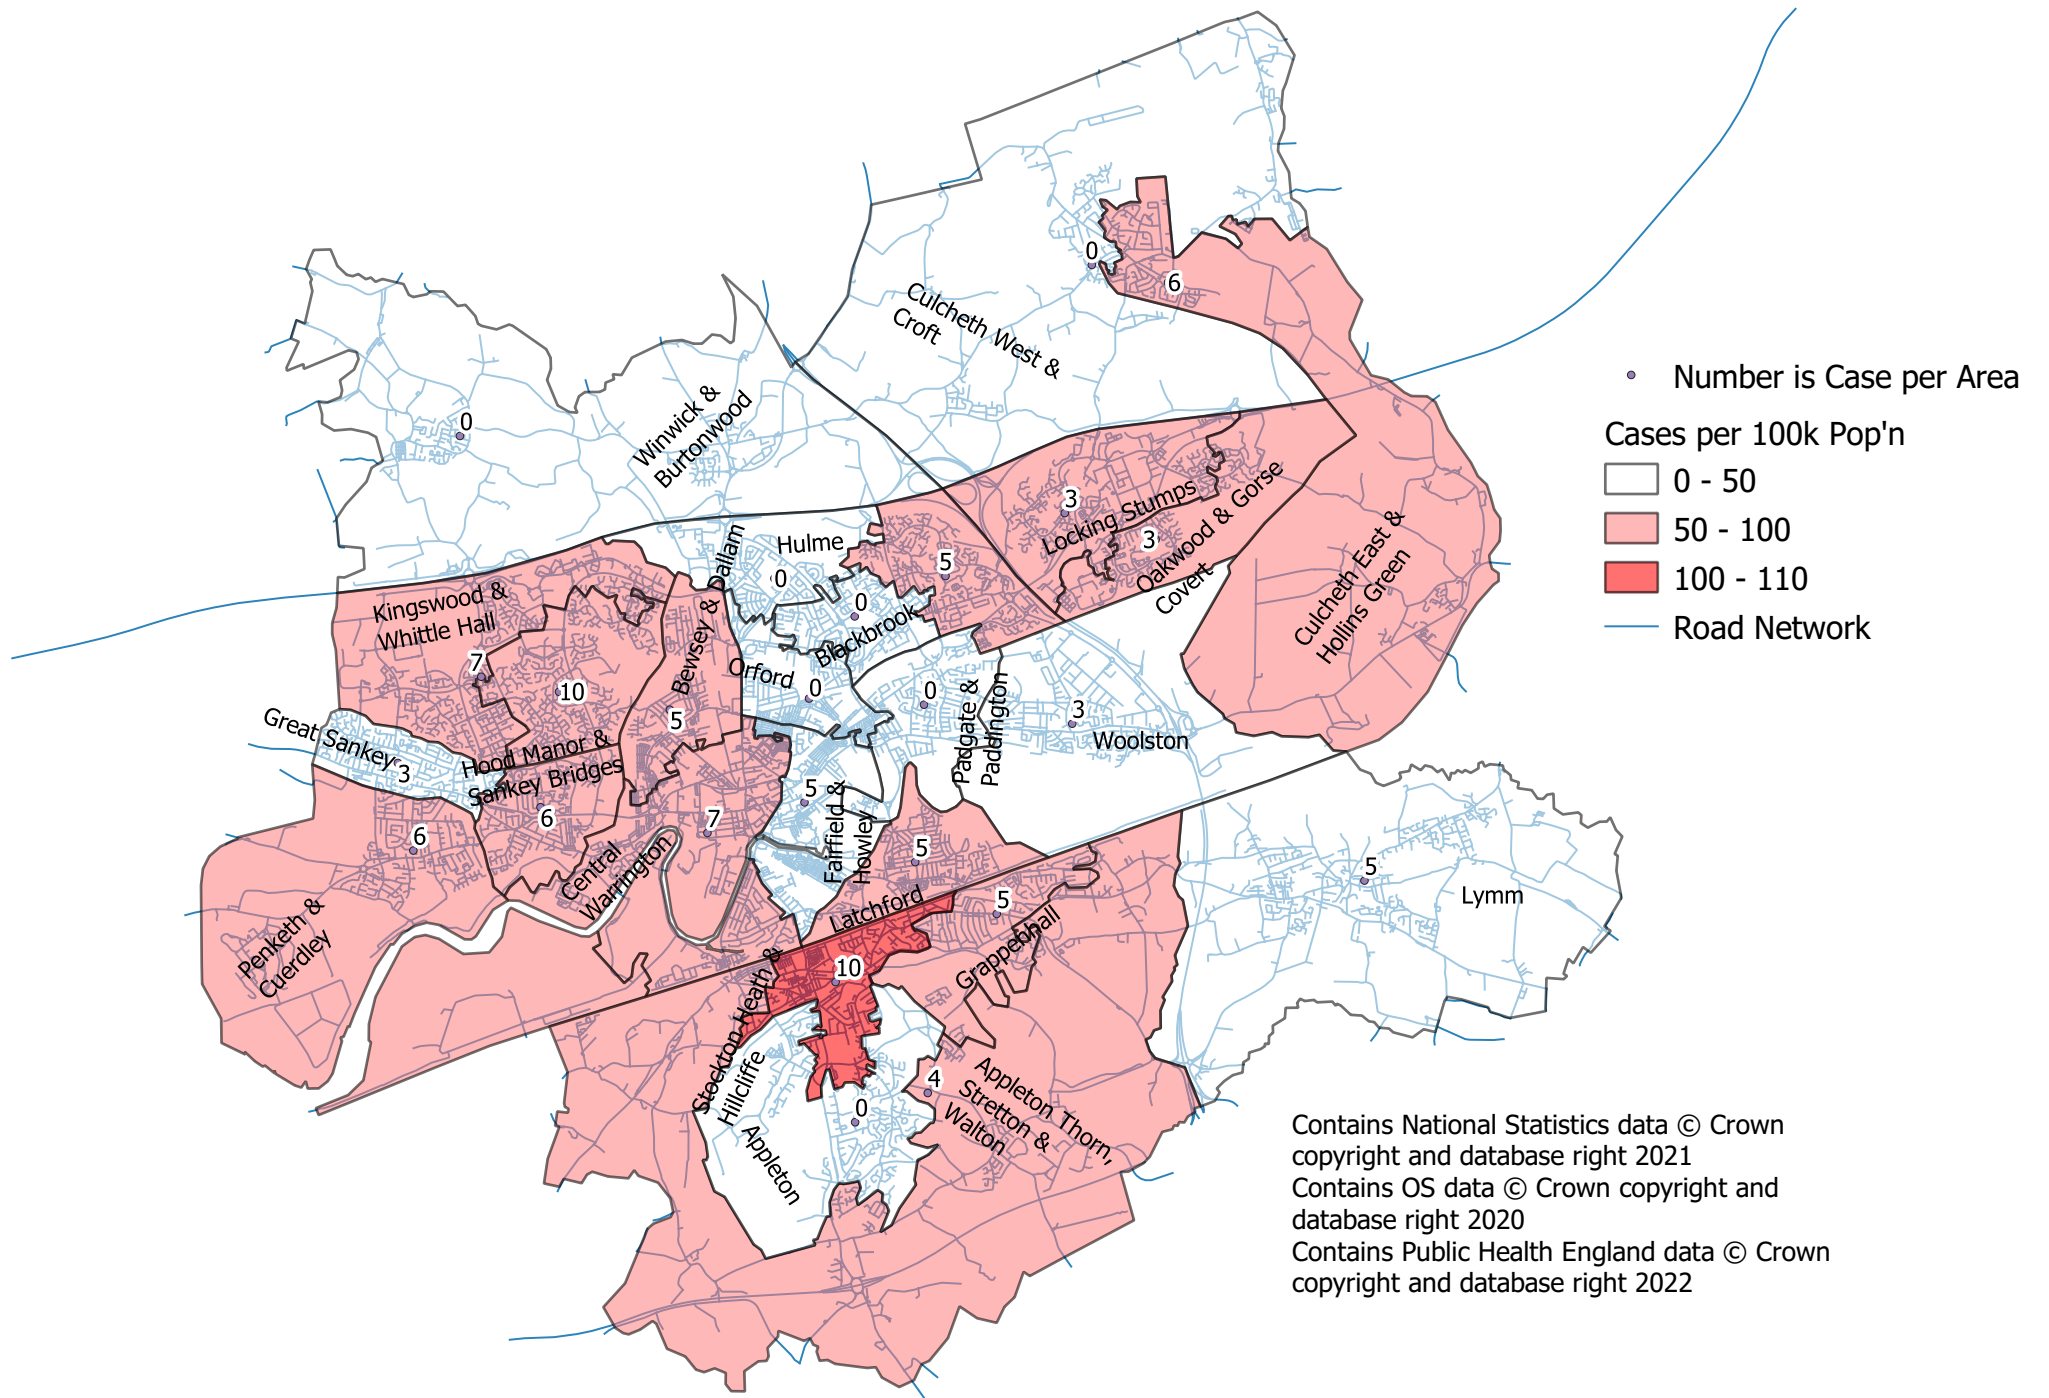 0
6
Culcheth West &
Croft
0
Winwick &
Burtonwood
3
Locking Stumps
3
Oakwood & Gorse
Covert
Culcheth East &
Hollins Green
Hulme
0
5
0
Blackbrook
Kingswood &
Whittle Hall
7
10
Bewsey & Dallam
5
Orford
0
0
Padgate &
Paddington
3
Woolston
Great Sankey
3
Hood Manor &
Sankey Bridges
6
6
7
Central
Warrington
5
Fairfield &
Howley
5
Latchford
5
Grappenhall
5
Lymm
Penketh &
Cuerdley
10
Stockton Heath &
Hillcliffe
0
Appleton
4
Appleton Thorn,
Stretton &
Walton
Number is Case per Area
Cases per 100k Pop'n
0 - 50
50 - 100
100 - 110
Road Network
Contains National Statistics data © Crown
copyright and database right 2021
Contains OS data © Crown copyright and
database right 2020
Contains Public Health England data © Crown
copyright and database right 2022